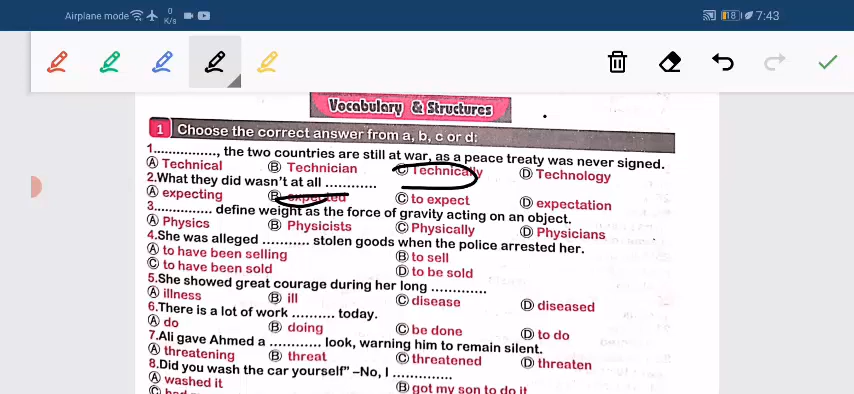 Airplane mode 0 K/s 18 7:43
Vocabulary & Structures
1 Choose the correct answer from a, b, c or d:
1................, the two countries are still at war, as a peace treaty was never signed.
A Technical B Technician C Technically D Technology
2.What they did wasn't at all ............
A expecting B expected C to expect D expectation
3.............. define weight as the force of gravity acting on an object.
A Physics B Physicists C Physically D Physicians
4.She was alleged ........... stolen goods when the police arrested her.
A to have been selling B to sell
C to have been sold D to be sold
5.She showed great courage during her long .............
A illness B ill C disease D diseased
6.There is a lot of work .......... today.
A do B doing C be done D to do
7.Ali gave Ahmed a ............ look, warning him to remain silent.
A threatening B threat C threatened D threaten
8.Did you wash the car yourself" –No, I .............
A washed it B got my son to do it